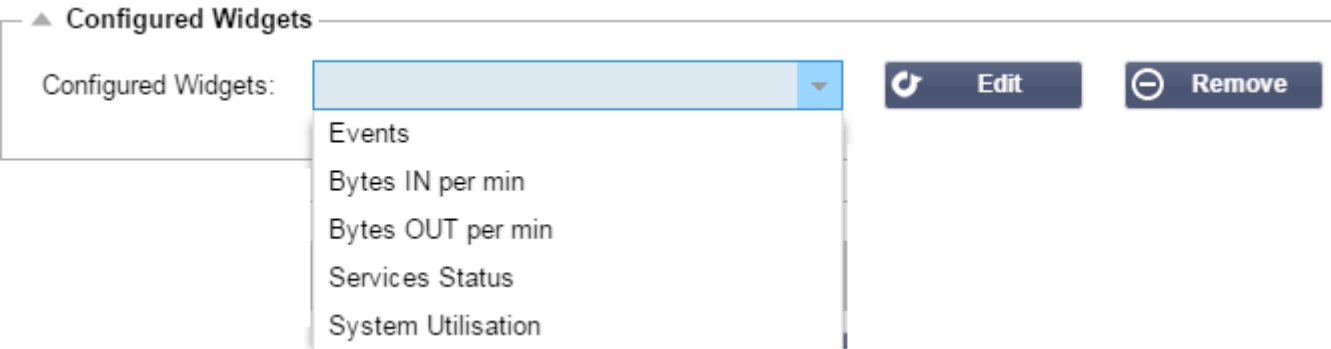 Configured Widgets
Configured Widgets:
Edit
Remove
Events
Bytes IN per min
Bytes OUT per min
Services Status
System Utilisation